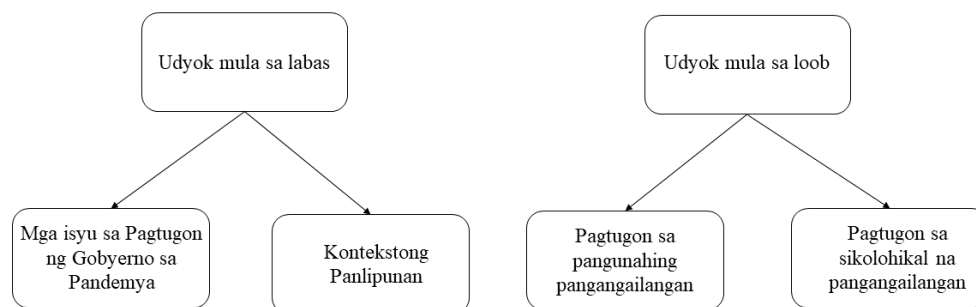 Udyok mula sa labas
Udyok mula sa loob
Mga isyu sa Pagtugon
ng Gobyerno sa
Pandemya
Kontekstong
Panlipunan
Pagtugon sa
pangunahing
pangangailangan
Pagtugon sa
sikolohikal na
pangangailangan